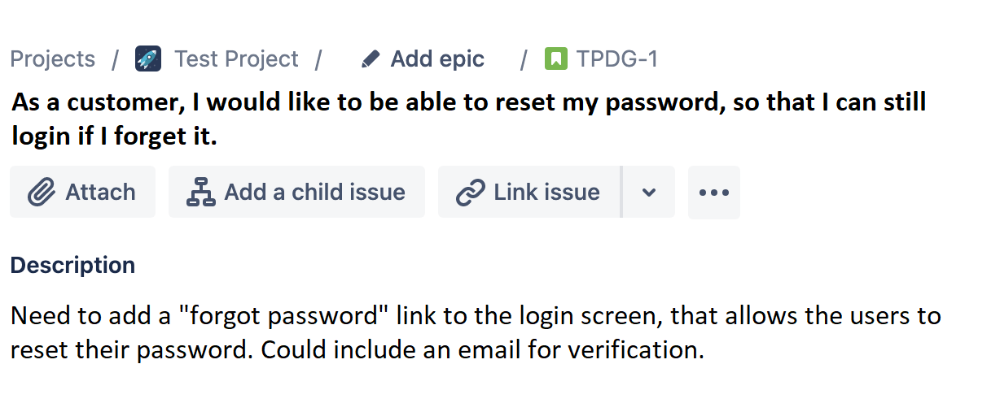 Projects / Test Project / Add epic / TPDG-1
As a customer, I would like to be able to reset my password, so that I can still
login if I forget it.
Attach Add a child issue Link issue
Description
Need to add a "forgot password" link to the login screen, that allows the users to
reset their password. Could include an email for verification.